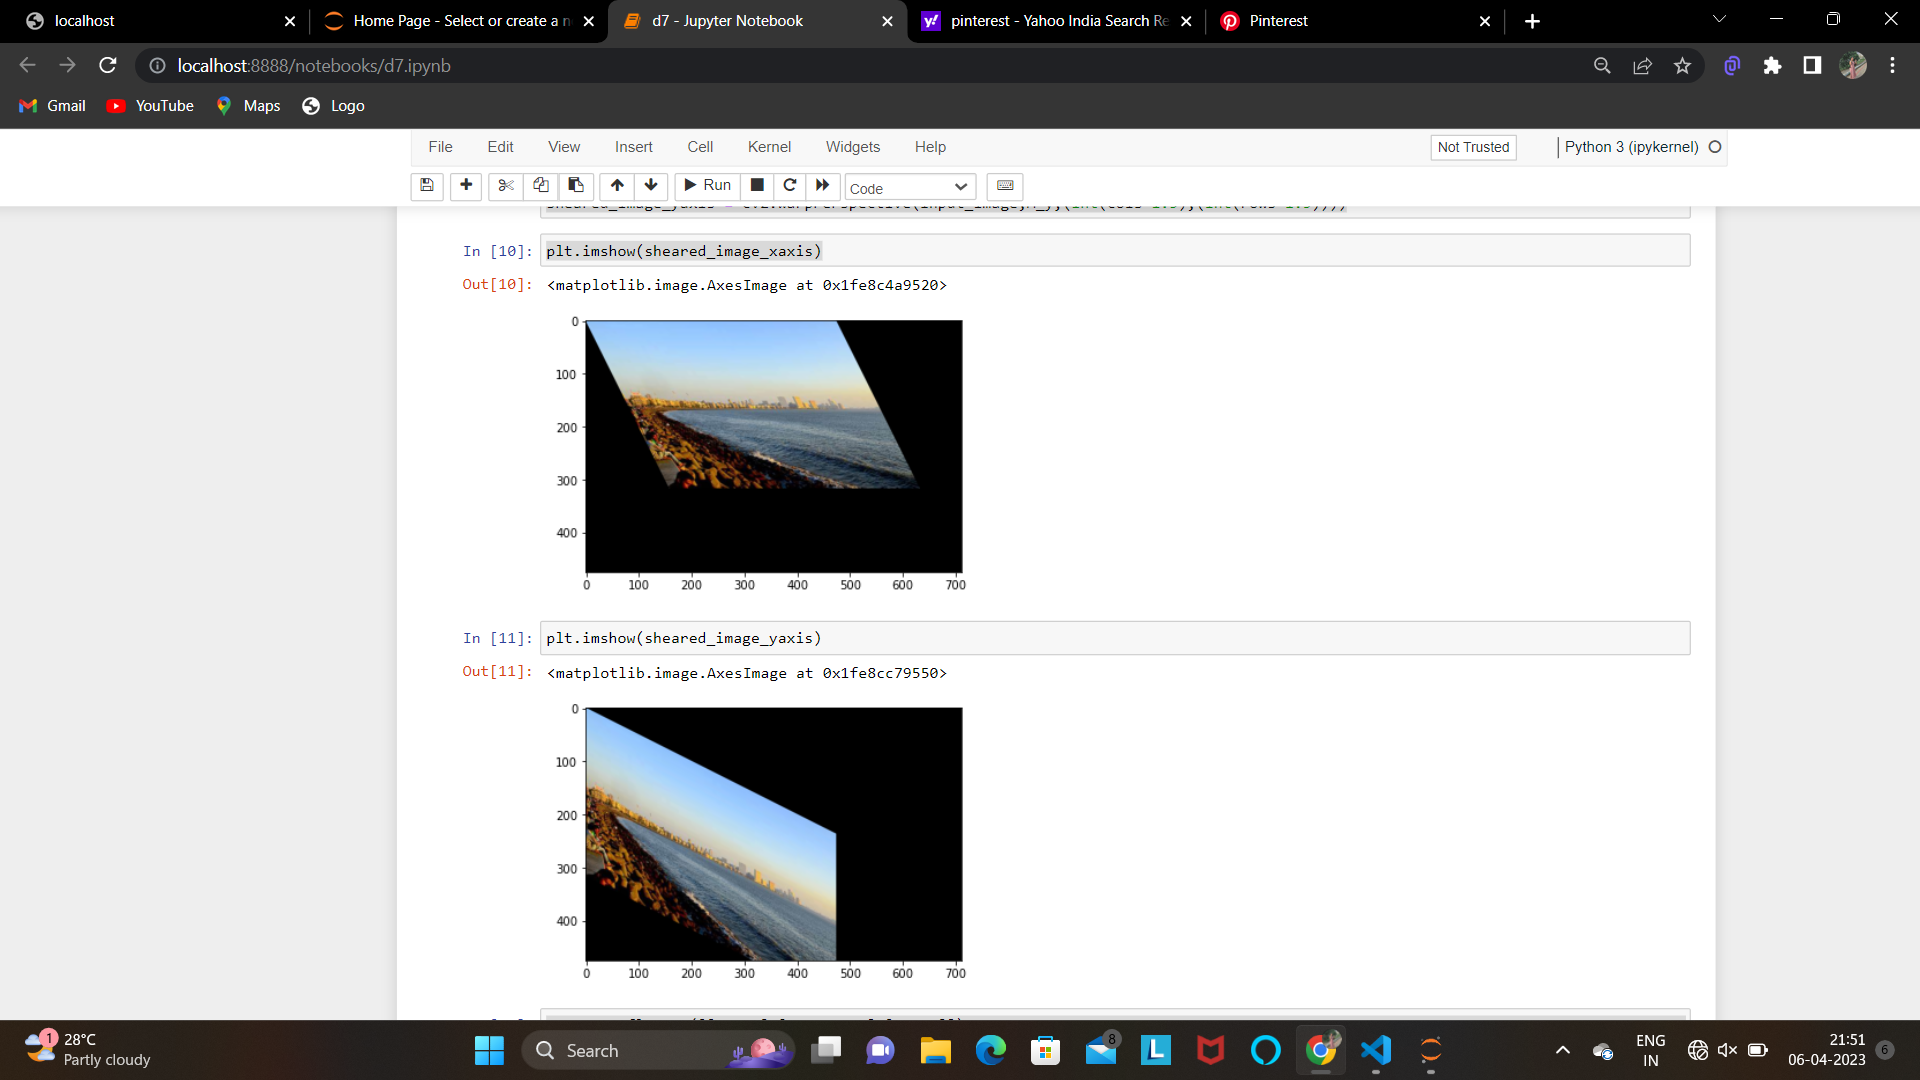 localhost
Home Page - Select or create a n
d7 - Jupyter Notebook
pinterest - Yahoo India Search Re
Pinterest
localhost:8888/notebooks/d7.ipynb
Gmail
YouTube
Maps
Logo
File Edit View Insert Cell Kernel Widgets Help
Not Trusted
Python 3 (ipykernel)
Run
Code
In [10]: plt.imshow(sheared_image_xaxis)
Out[10]: <matplotlib.image.AxesImage at 0x1fe8c4a9520>
0
100
200
300
400
0 100 200 300 400 500 600 700
In [11]: plt.imshow(sheared_image_yaxis)
Out[11]: <matplotlib.image.AxesImage at 0x1fe8cc79550>
0
100
200
300
400
0 100 200 300 400 500 600 700
1
28°C
Partly cloudy
Search
8
L
ENG
IN
21:51
06-04-2023
6